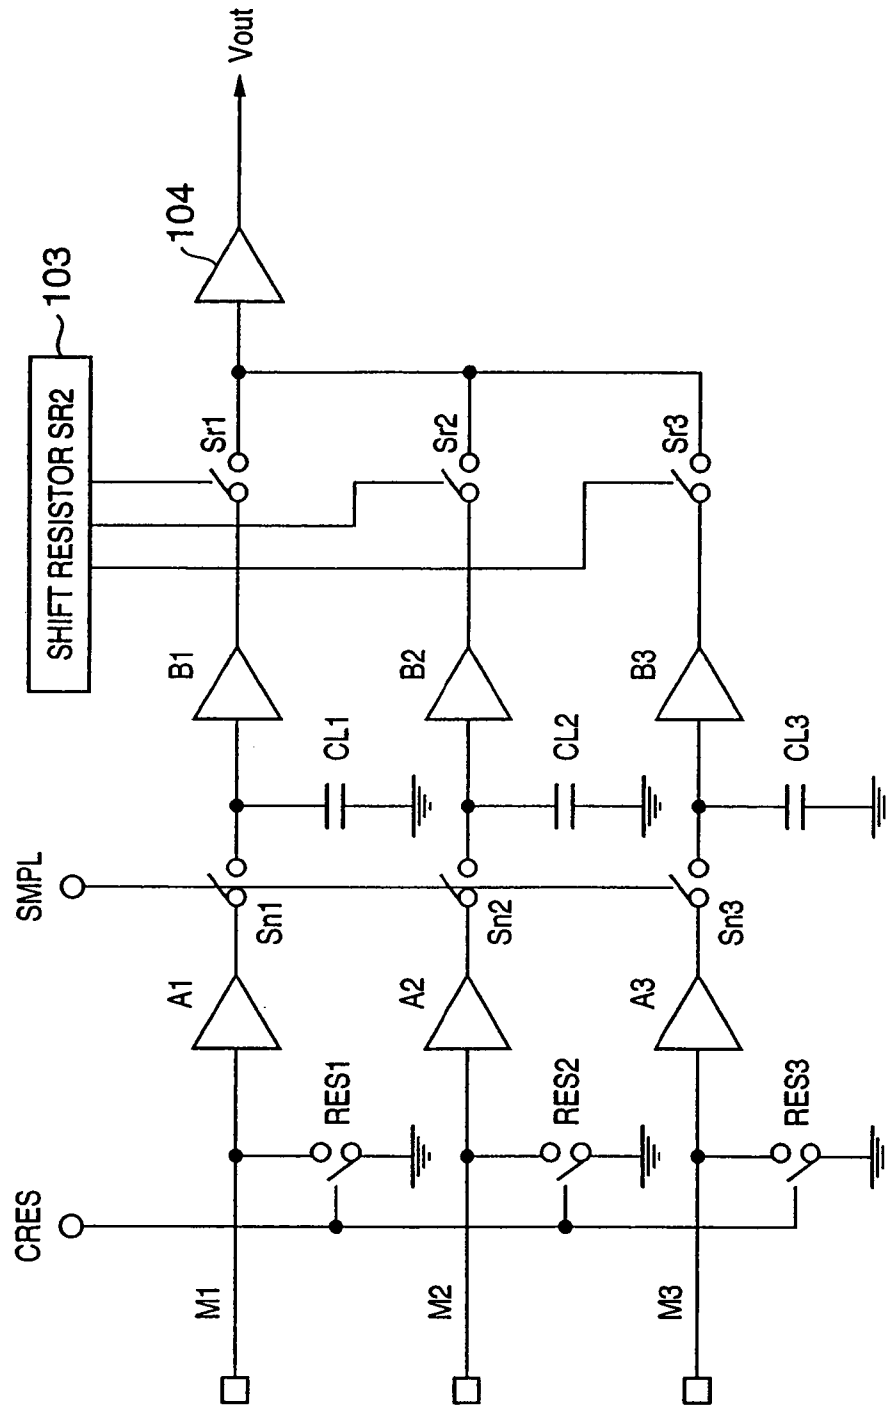 Vout
104
SHIFT RESISTOR SR2
103
Sr1
Sr2
Sr3
B1
B2
B3
CL1
CL2
CL3
SMPL
Sn1
Sn2
Sn3
A1
A2
A3
RES1
RES2
RES3
CRES
M1
M2
M3